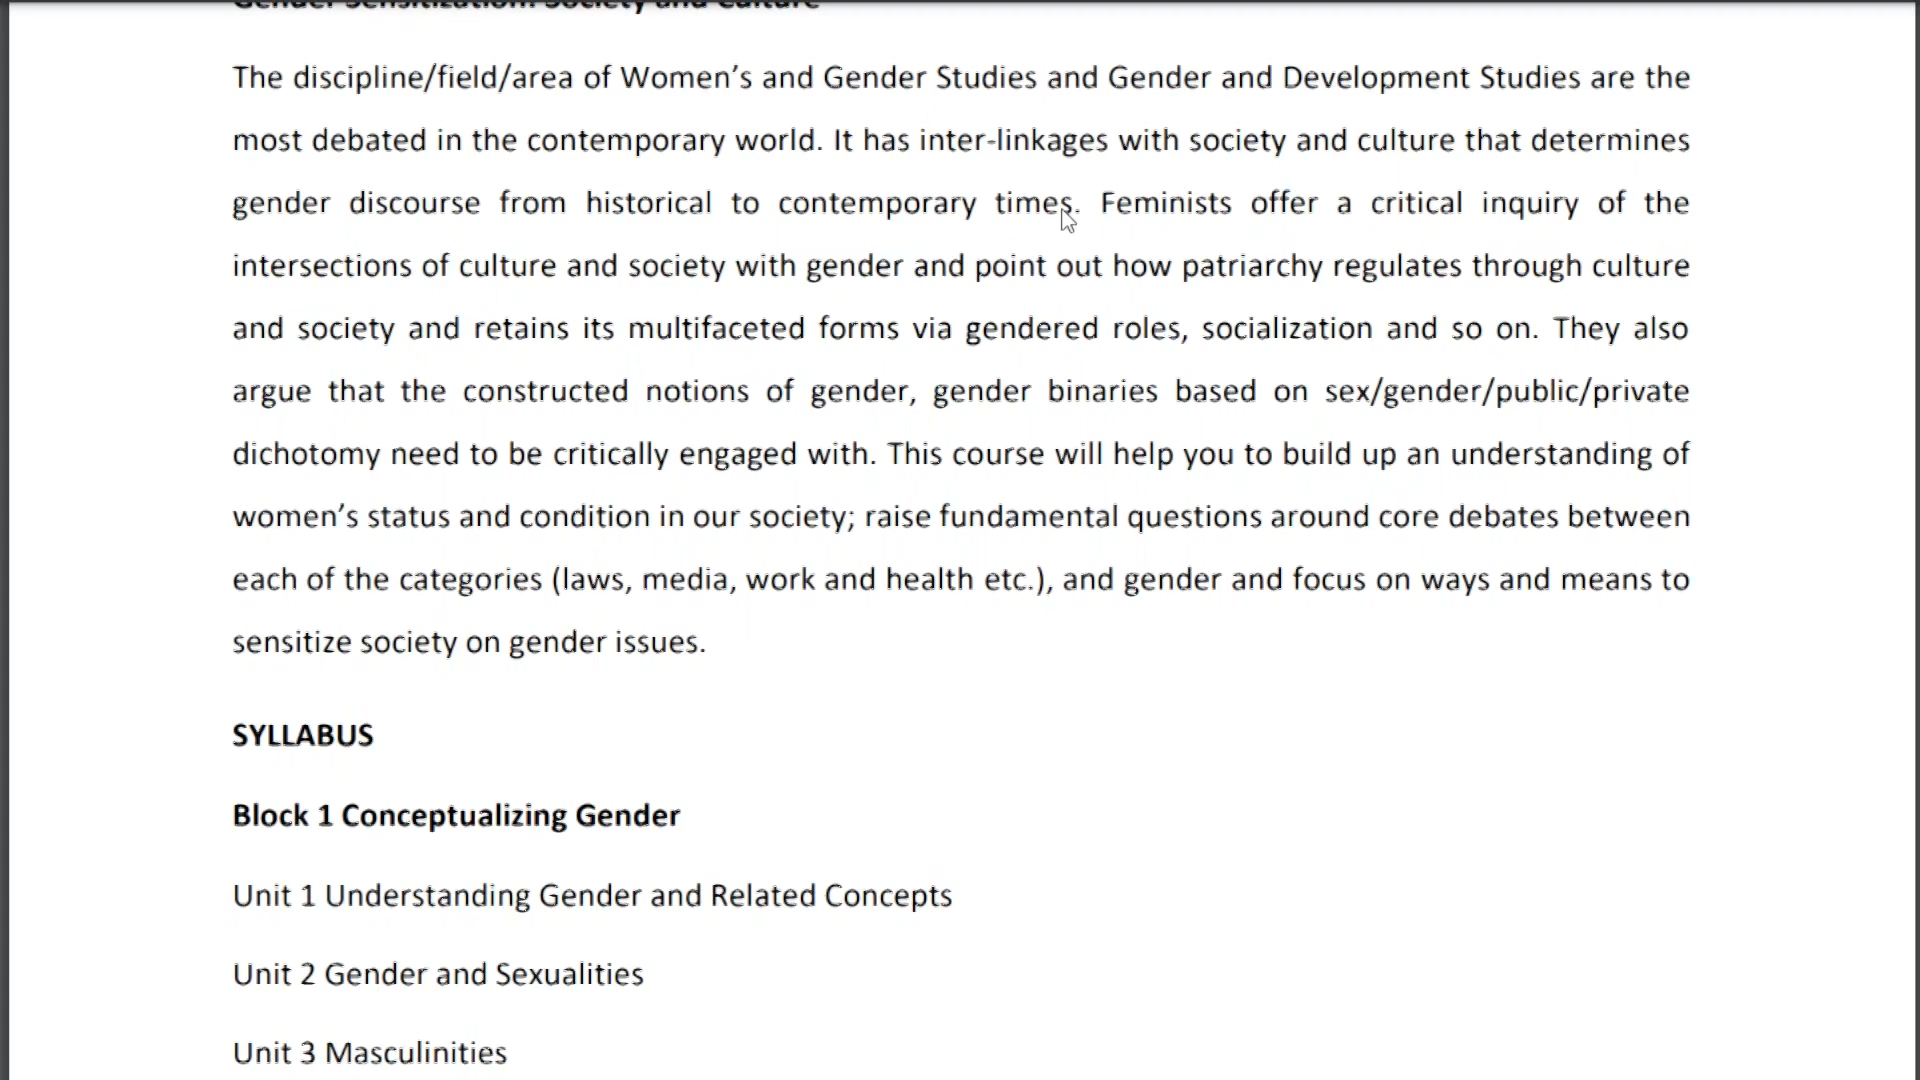 Gender Sensitization: Society and Culture
The discipline/field/area of Women’s and Gender Studies and Gender and Development Studies are the
most debated in the contemporary world. It has inter-linkages with society and culture that determines
gender discourse from historical to contemporary times. Feminists offer a critical inquiry of the
intersections of culture and society with gender and point out how patriarchy regulates through culture
and society and retains its multifaceted forms via gendered roles, socialization and so on. They also
argue that the constructed notions of gender, gender binaries based on sex/gender/public/private
dichotomy need to be critically engaged with. This course will help you to build up an understanding of
women’s status and condition in our society; raise fundamental questions around core debates between
each of the categories (laws, media, work and health etc.), and gender and focus on ways and means to
sensitize society on gender issues.
SYLLABUS
Block 1 Conceptualizing Gender
Unit 1 Understanding Gender and Related Concepts
Unit 2 Gender and Sexualities
Unit 3 Masculinities